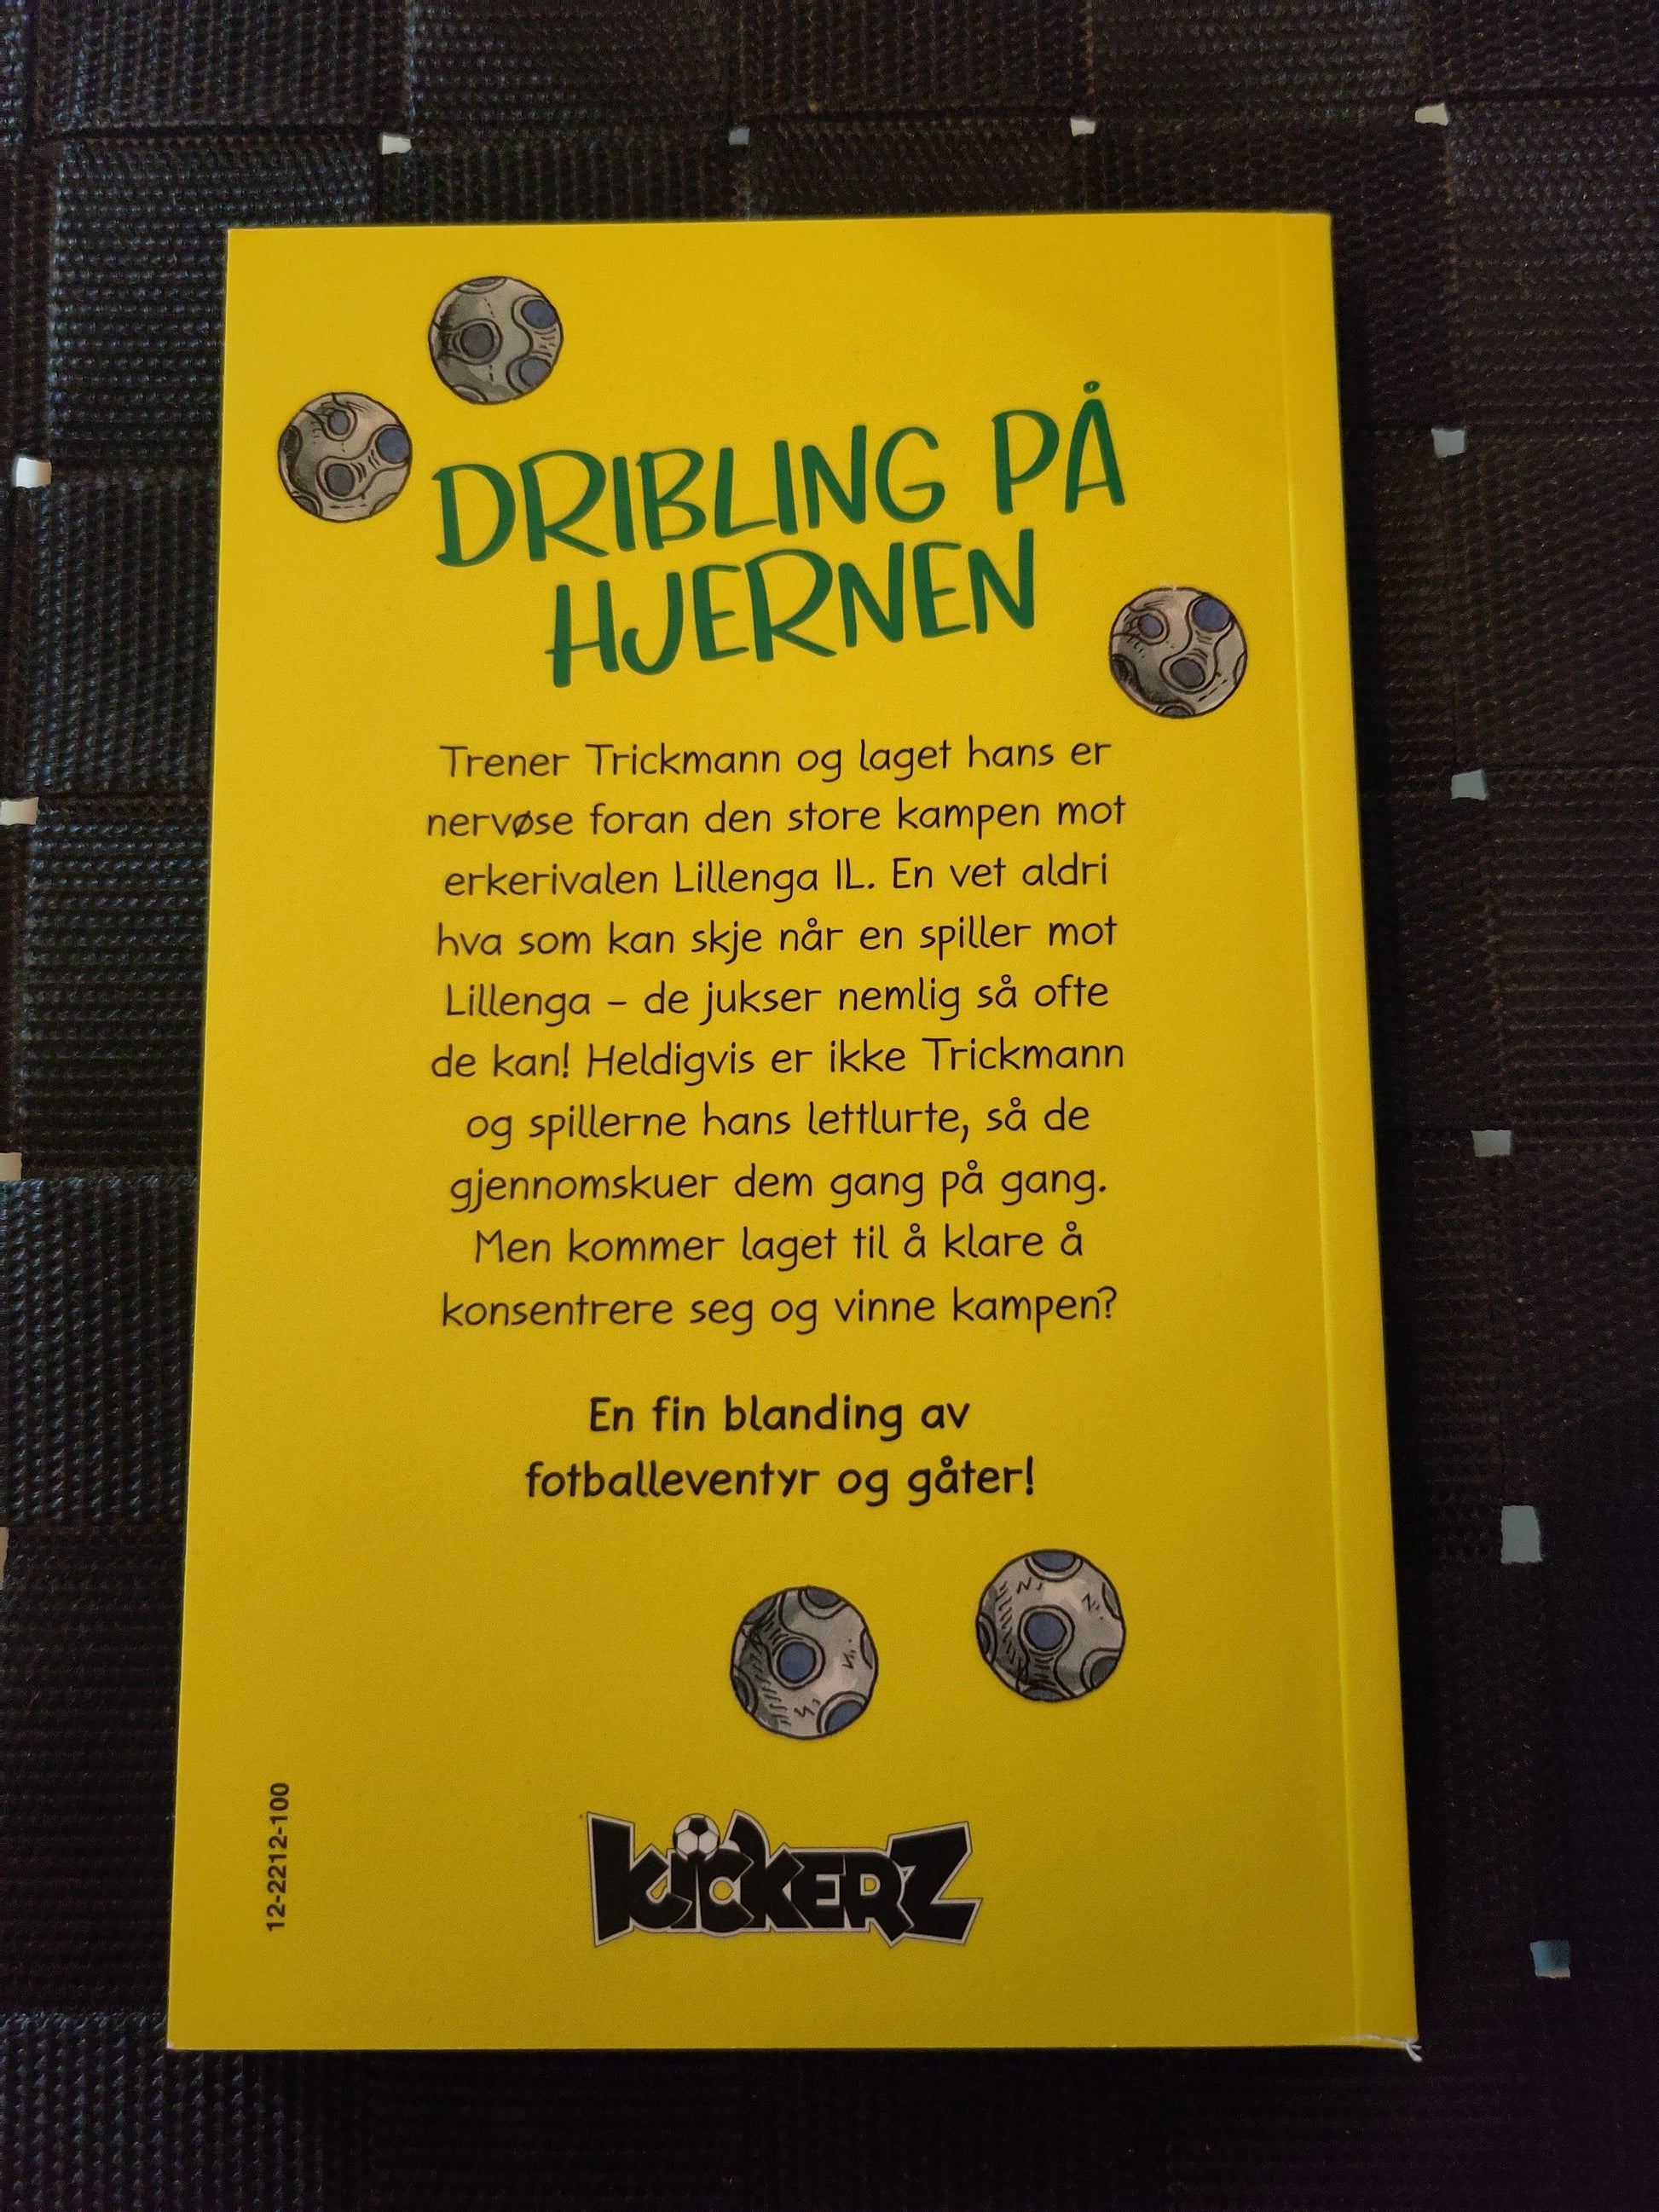 DRIBLING PÅ
HJERNEN
Trener Trickmann og laget hans er
nervøse foran den store kampen mot
erkerivalen Lillenga IL. En vet aldri
hva som kan skje når en spiller mot
Lillenga – de jukser nemlig så ofte
de kan! Heldigvis er ikke Trickmann
og spillerne hans lettlurte, så de
gjennomskuer dem gang på gang.
Men kommer laget til å klare å
konsentrere seg og vinne kampen?
En fin blanding av
fotballeventyr og gåter!
12-2212-100
KICKERZ